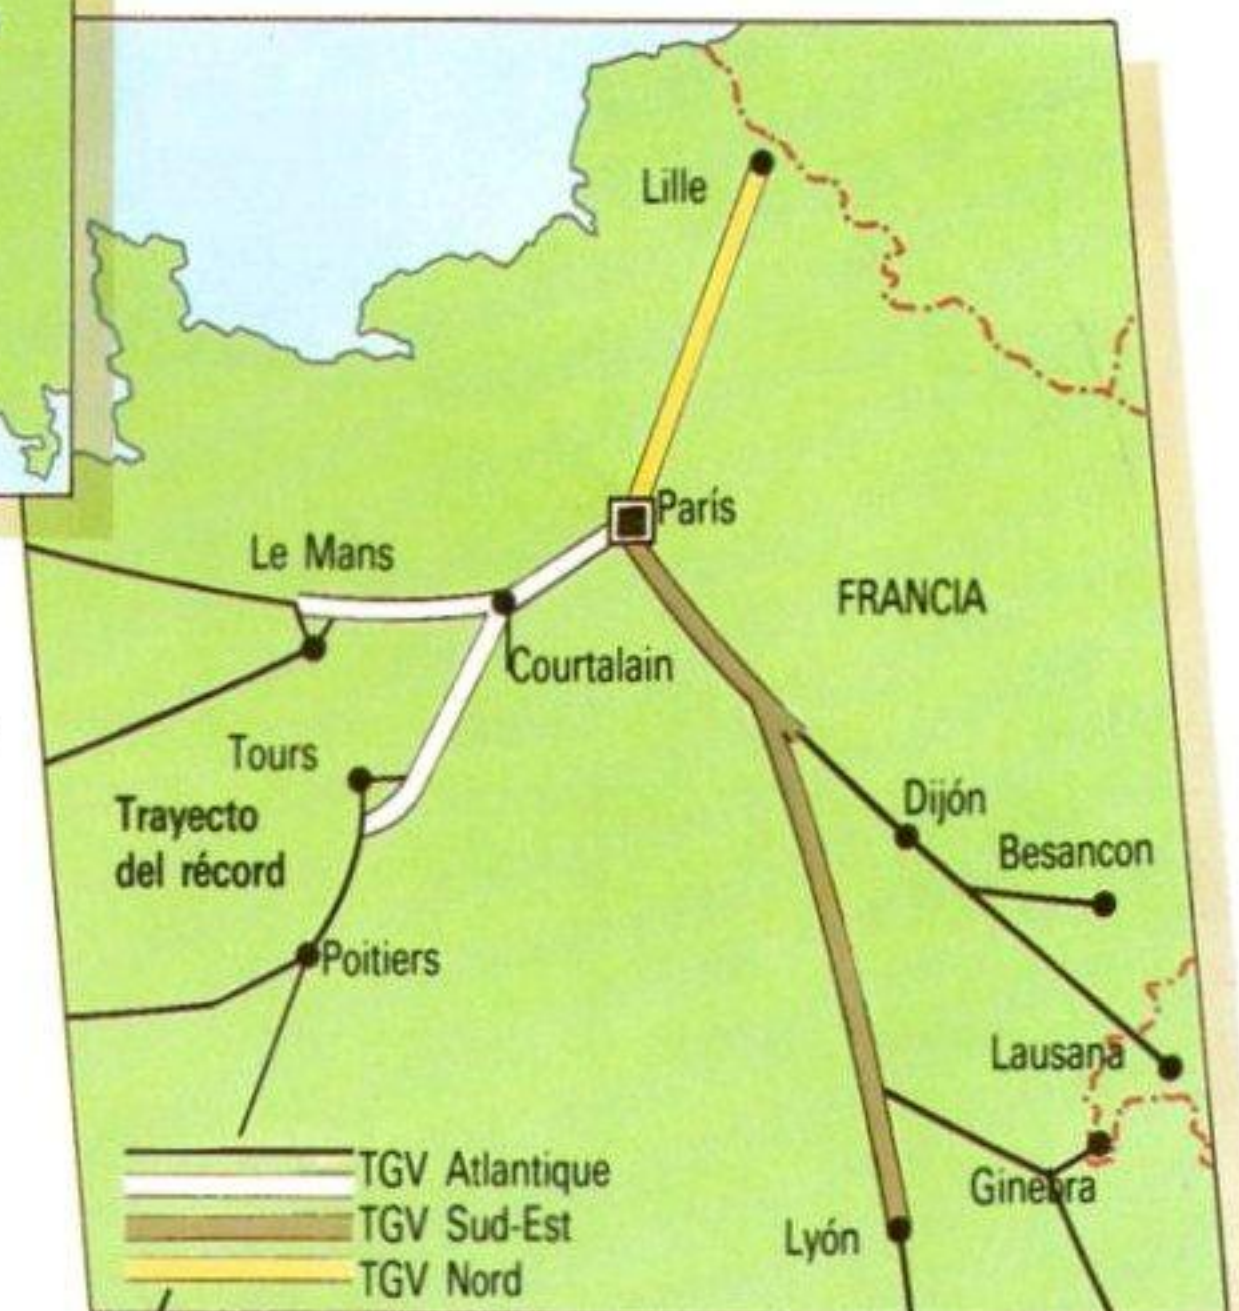 Lille
París
Le Mans
FRANCIA
Courtalain
Tours
Trayecto
del récord
Dijón
Besancon
Poitiers
Lausana
Ginebra
Lyón
TGV Atlantique
TGV Sud-Est
TGV Nord